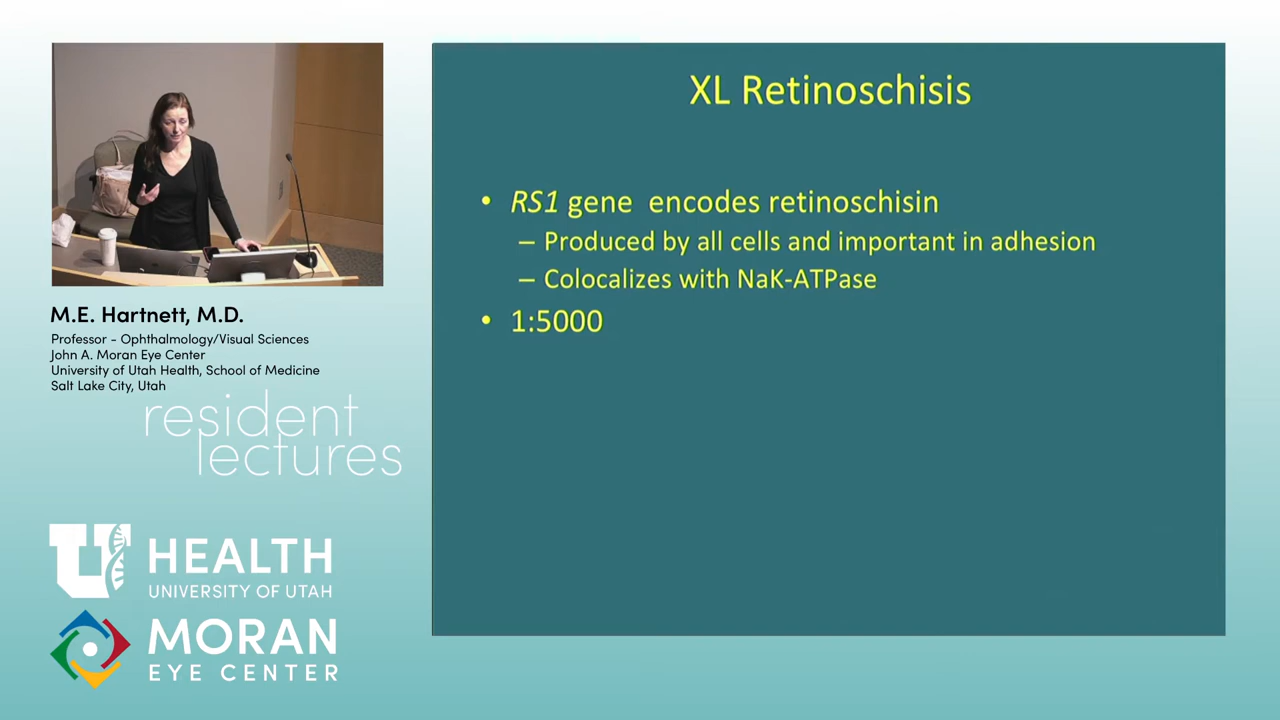 XL Retinoschisis
• RS1 gene encodes retinoschisin
– Produced by all cells and important in adhesion
– Colocalizes with NaK-ATPase
• 1:5000
M.E. Hartnett, M.D.
Professor - Ophthalmology/Visual Sciences
John A. Moran Eye Center
University of Utah Health, School of Medicine
Salt Lake City, Utah
resident
lectures
U HEALTH
UNIVERSITY OF UTAH
MORAN
EYE CENTER